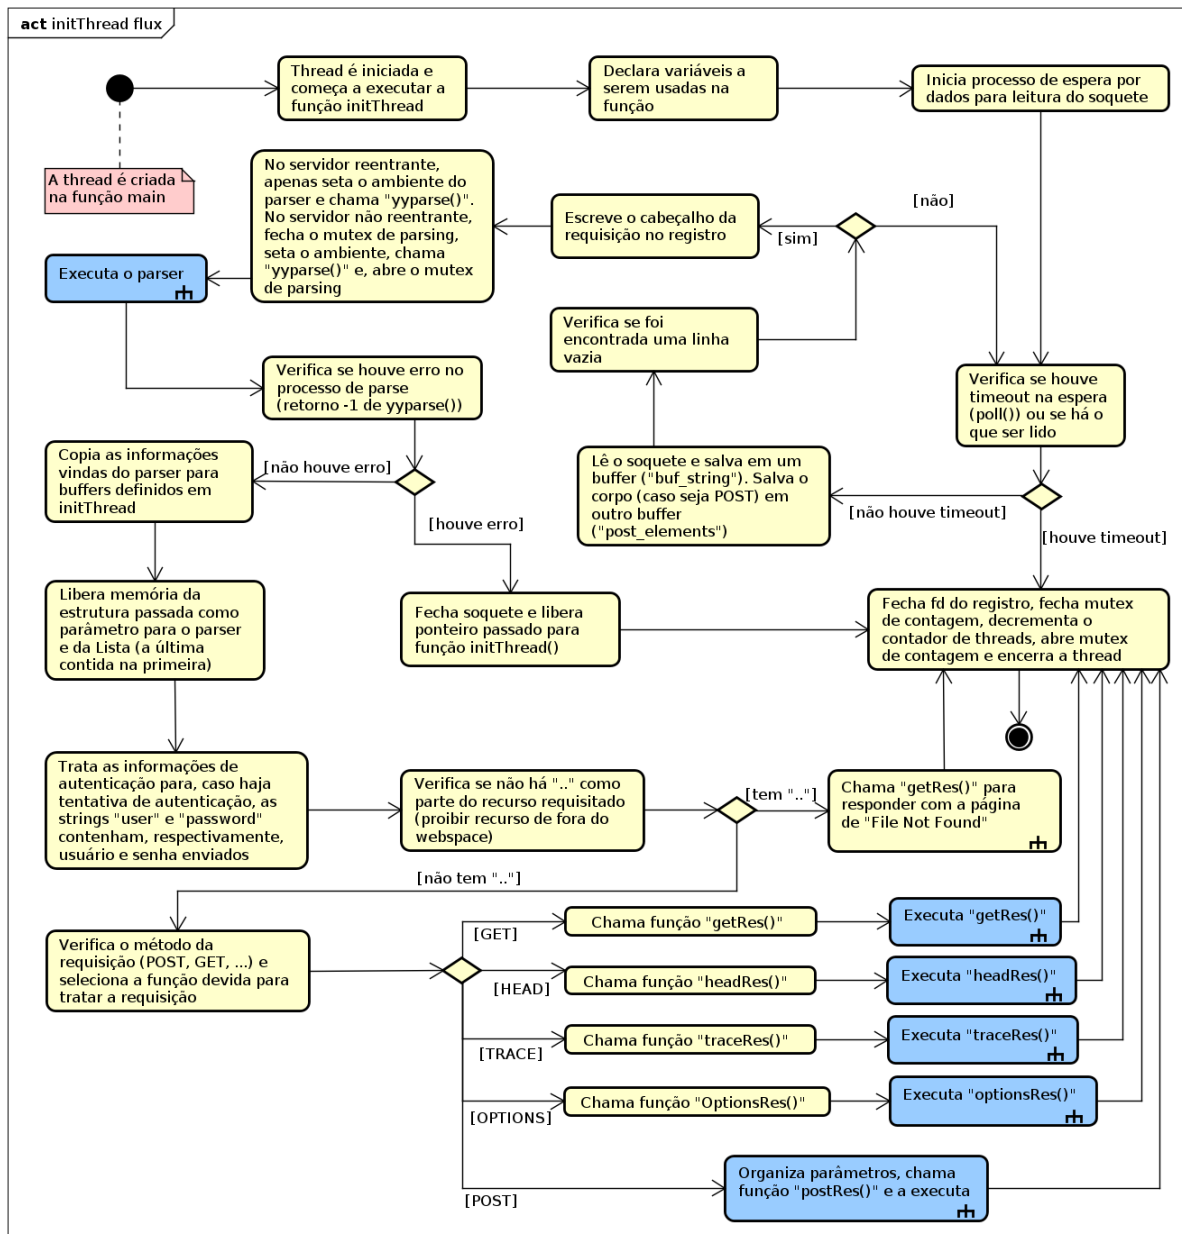 act initThread flux
Thread é iniciada e
começa a executar a
função initThread
Declara variáveis a
serem usadas na
função
Inicia processo de espera por
dados para leitura do soquete
A thread é criada
na função main
No servidor reentrante,
apenas seta o ambiente do
parser e chama "yyparse()".
No servidor não reentrante,
fecha o mutex de parsing,
seta o ambiente, chama
"yyparse()" e, abre o mutex
de parsing
Escreve o cabeçalho da
requisição no registro
[sim]
[não]
Executa o parser
Verifica se foi
encontrada uma linha
vazia
Verifica se houve erro no
processo de parse
(retorno -1 de yyparse())
Verifica se houve
timeout na espera
(poll()) ou se há o
que ser lido
Copia as informações
vindas do parser para
buffers definidos em
initThread
[não houve erro]
[houve erro]
Lê o soquete e salva em um
buffer ("buf_string"). Salva o
corpo (caso seja POST) em
outro buffer
("post_elements")
[não houve timeout]
[houve timeout]
Libera memória da
estrutura passada como
parâmetro para o parser
e da Lista (a última
contida na primeira)
Fecha soquete e libera
ponteiro passado para
função initThread()
Fecha fd do registro, fecha mutex
de contagem, decrementa o
contador de threads, abre mutex
de contagem e encerra a thread
Trata as informações de
autenticação para, caso haja
tentativa de autenticação, as
strings "user" e "password"
contenham, respectivamente,
usuário e senha enviados
Verifica se não há ".." como
parte do recurso requisitado
(proibir recurso de fora do
webspace)
[tem ".."]
Chama "getRes()" para
responder com a página
de "File Not Found"
[não tem ".."]
Verifica o método da
requisição (POST, GET, ...) e
seleciona a função devida para
tratar a requisição
[GET]
Chama função "getRes()"
Executa "getRes()"
[HEAD]
Chama função "headRes()"
Executa "headRes()"
[TRACE]
Chama função "traceRes()"
Executa "traceRes()"
[OPTIONS]
Chama função "OptionsRes()"
Executa "optionsRes()"
[POST]
Organiza parâmetros, chama
função "postRes()" e a executa